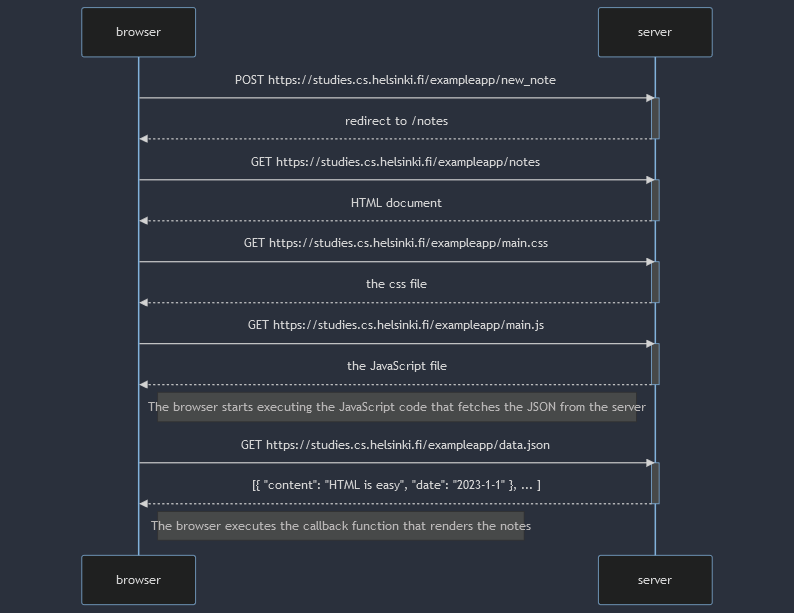 browser
server
POST https://studies.cs.helsinki.fi/exampleapp/new_note
redirect to /notes
GET https://studies.cs.helsinki.fi/exampleapp/notes
HTML document
GET https://studies.cs.helsinki.fi/exampleapp/main.css
the css file
GET https://studies.cs.helsinki.fi/exampleapp/main.js
the JavaScript file
The browser starts executing the JavaScript code that fetches the JSON from the server
GET https://studies.cs.helsinki.fi/exampleapp/data.json
[{ "content": "HTML is easy", "date": "2023-1-1" }, ... ]
The browser executes the callback function that renders the notes
browser
server